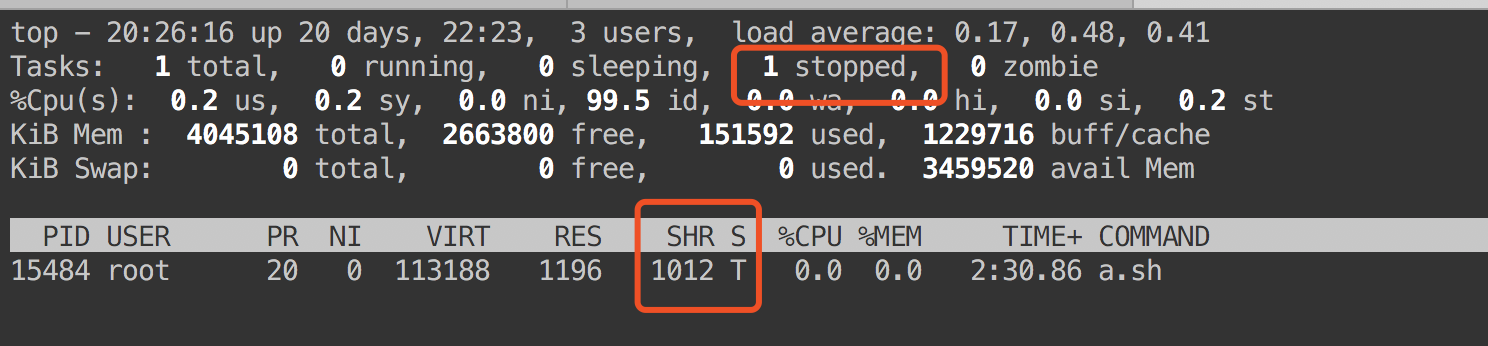 top - 20:26:16 up 20 days, 22:23,  3 users,  load average: 0.17, 0.48, 0.41
Tasks:   1 total,   0 running,   0 sleeping,   1 stopped,   0 zombie
%Cpu(s):  0.2 us,  0.2 sy,  0.0 ni, 99.5 id,  0.0 wa,  0.0 hi,  0.0 si,  0.2 st
KiB Mem :  4045108 total,  2663800 free,   151592 used,  1229716 buff/cache
KiB Swap:        0 total,        0 free,        0 used.  3459520 avail Mem
  PID USER      PR  NI    VIRT    RES    SHR S  %CPU %MEM     TIME+ COMMAND
15484 root      20   0  113188   1196   1012 T   0.0  0.0   2:30.86 a.sh